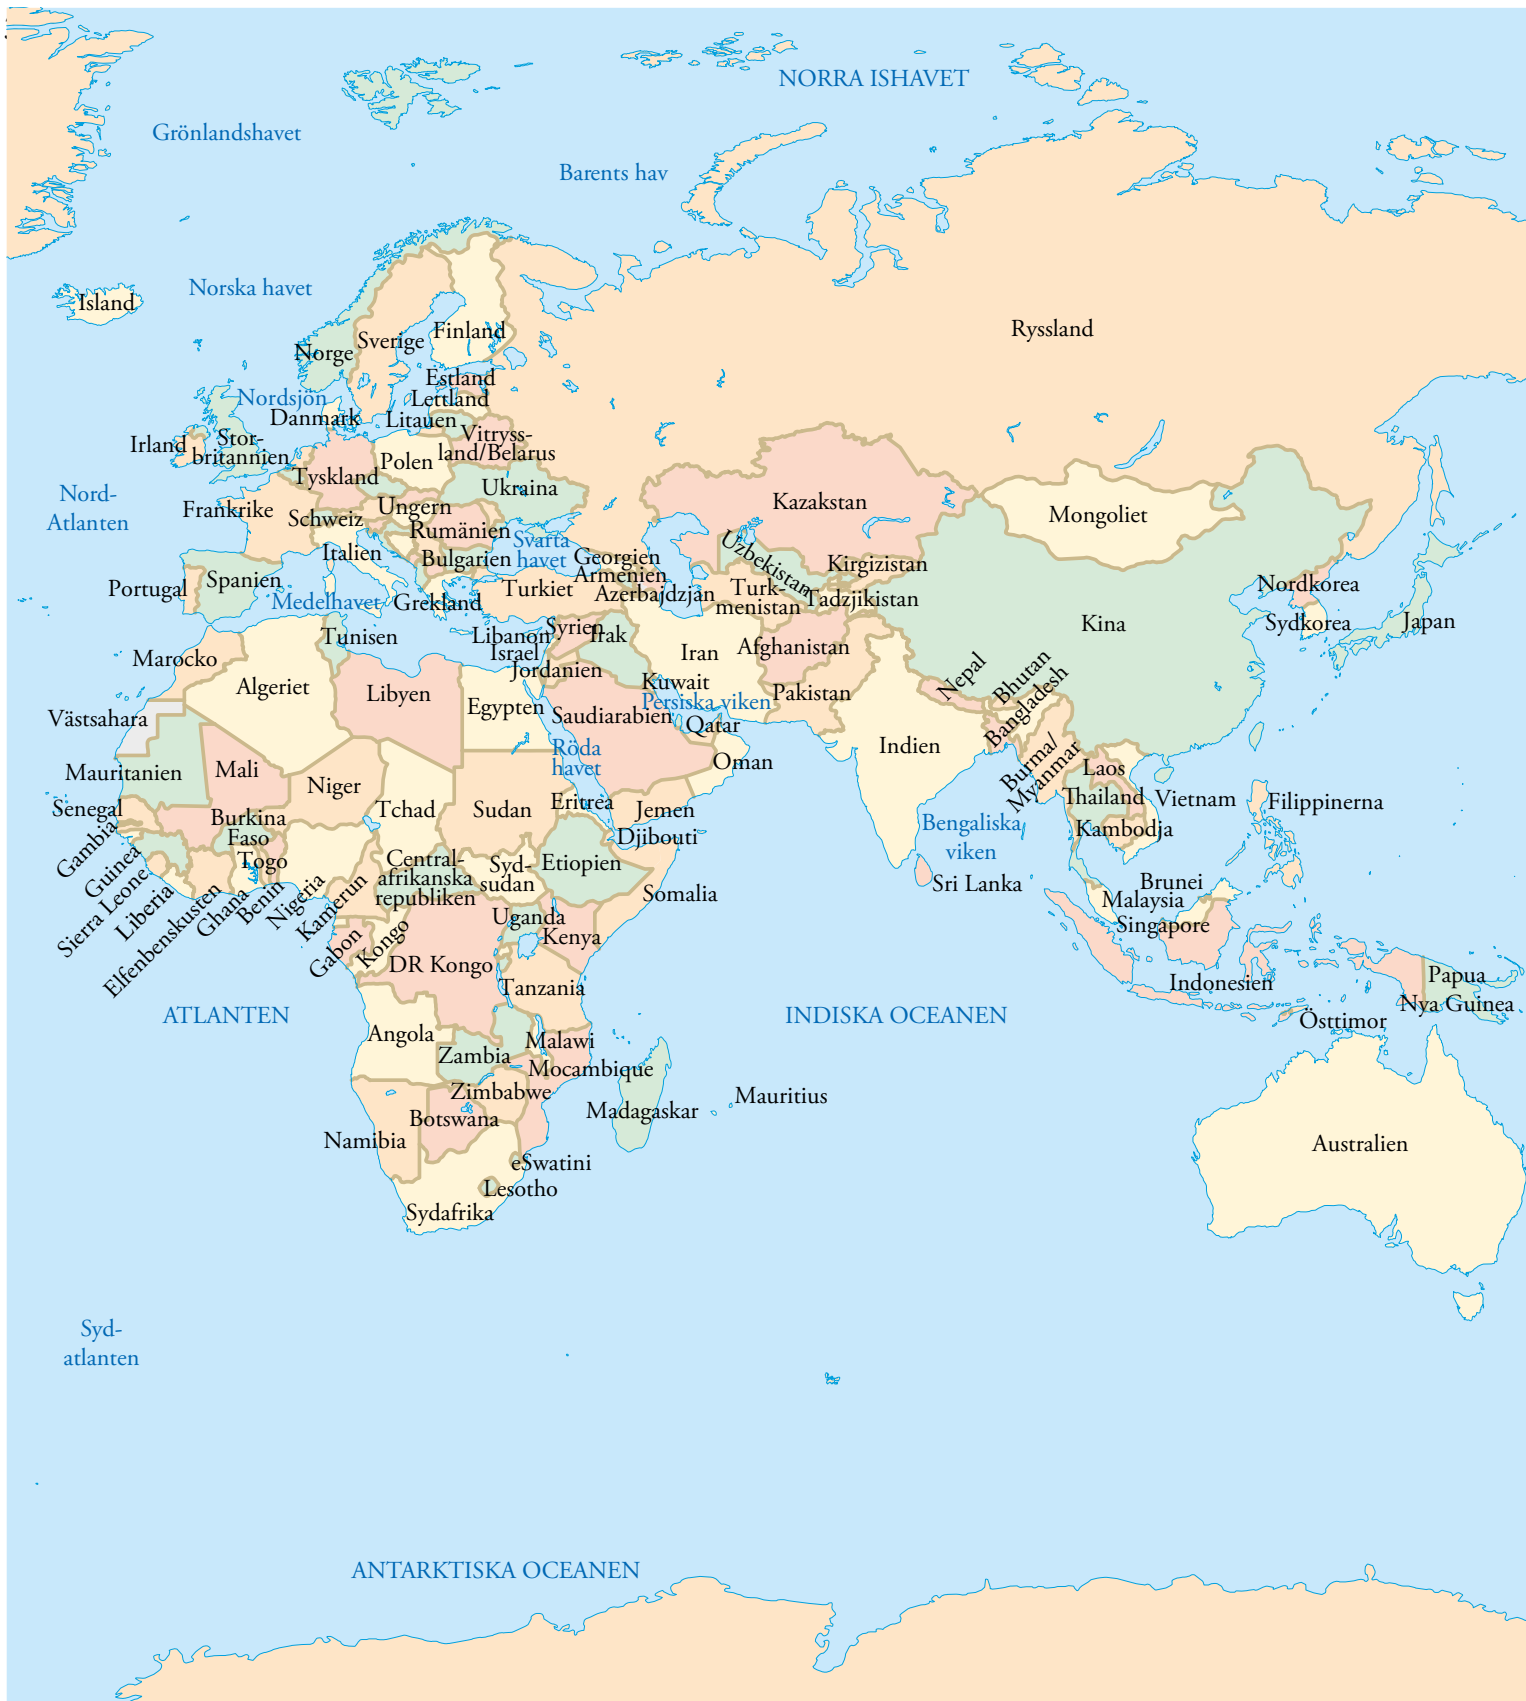 NORRA ISHAVET
Grönlandshavet
Barents hav
Norska havet
Island
Ryssland
Finland
Sverige
Norge
Estland
Nordsjön
Lettland
Danmark
Litauen
Irland
Stor-
britannien
Vitryss-
land/Belarus
Polen
Tyskland
Ukraina
Nord-
Atlanten
Frankrike
Ungern
Schweiz
Rumänien
Kazakstan
Mongoliet
Italien
Svarta
havet
Bulgarien
Georgien
Uzbekistan
Kirgizistan
Armenien
Portugal
Spanien
Turkiet
Azerbajdzjan
Turk-
menistan
Tadzjikistan
Nordkorea
Medelhavet
Grekland
Kina
Sydkorea
Japan
Tunisen
Libanon
Syrien
Irak
Israel
Iran
Afghanistan
Marocko
Jordanien
Algeriet
Libyen
Kuwait
Pakistan
Nepal
Bhutan
Bangladesh
Persiska viken
Egypten
Västsahara
Saudiarabien
Qatar
Indien
Röda
havet
Oman
Burma/
Myanmar
Laos
Mauritanien
Mali
Niger
Tchad
Sudan
Eritrea
Jemen
Thailand
Vietnam
Filippinerna
Senegal
Gambia
Burkina
Faso
Djibouti
Bengaliska
viken
Kambodja
Guinea
Togo
Central-
afrikanska
republiken
Syd-
sudan
Etiopien
Sri Lanka
Brunei
Malaysia
Somalia
Sierra Leone
Liberia
Elfenbenskusten
Ghana
Benin
Nigeria
Kamerun
Gabon
Kongo
Uganda
Kenya
Singapore
DR Kongo
Tanzania
Indonesien
Papua
Nya Guinea
ATLANTEN
INDISKA OCEANEN
Östtimor
Angola
Malawi
Zambia
Mocambique
Zimbabwe
Mauritius
Botswana
Madagaskar
Namibia
Australien
eSwatini
Lesotho
Sydafrika
Syd-
atlanten
ANTARKTISKA OCEANEN